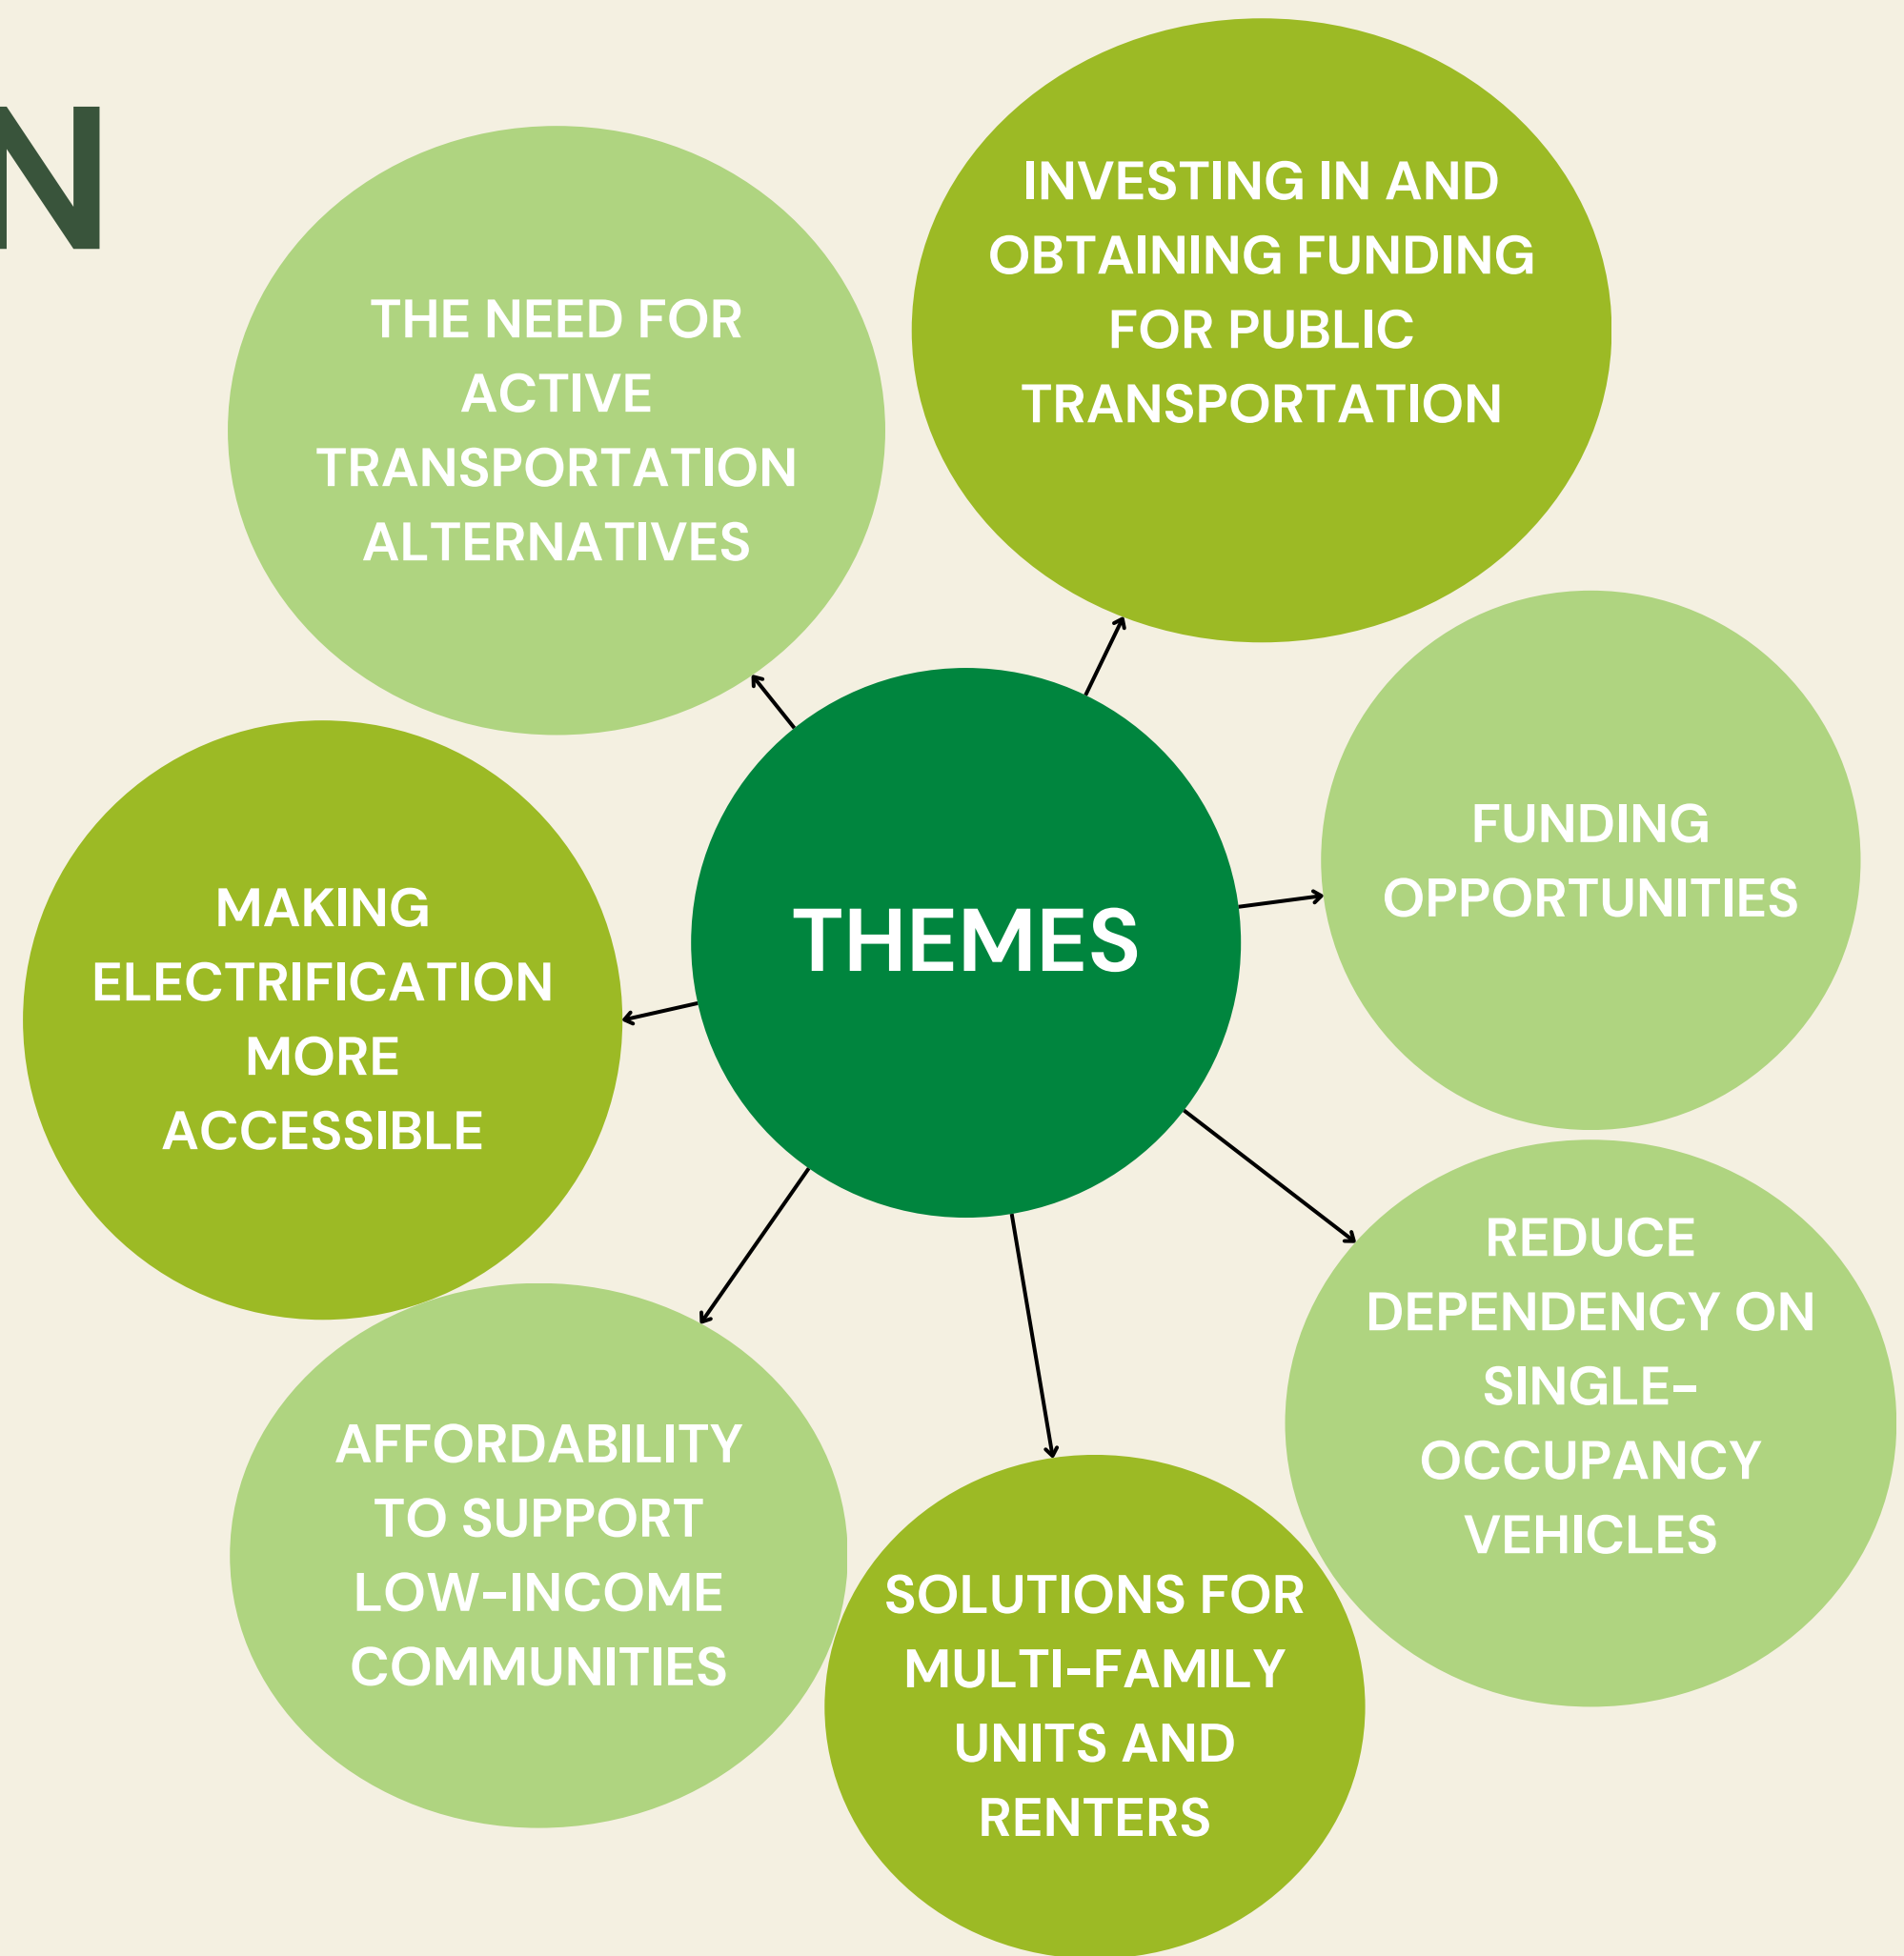 N
THE NEED FOR
ACTIVE
TRANSPORTATION
ALTERNATIVES
INVESTING IN AND
OBTAINING FUNDING
FOR PUBLIC
TRANSPORTATION
FUNDING
OPPORTUNITIES
THEMES
MAKING
ELECTRIFICATION
MORE
ACCESSIBLE
REDUCE
DEPENDENCY ON
SINGLE-
OCCUPANCY
VEHICLES
AFFORDABILITY
TO SUPPORT
LOW-INCOME
COMMUNITIES
SOLUTIONS FOR
MULTI-FAMILY
UNITS AND
RENTERS